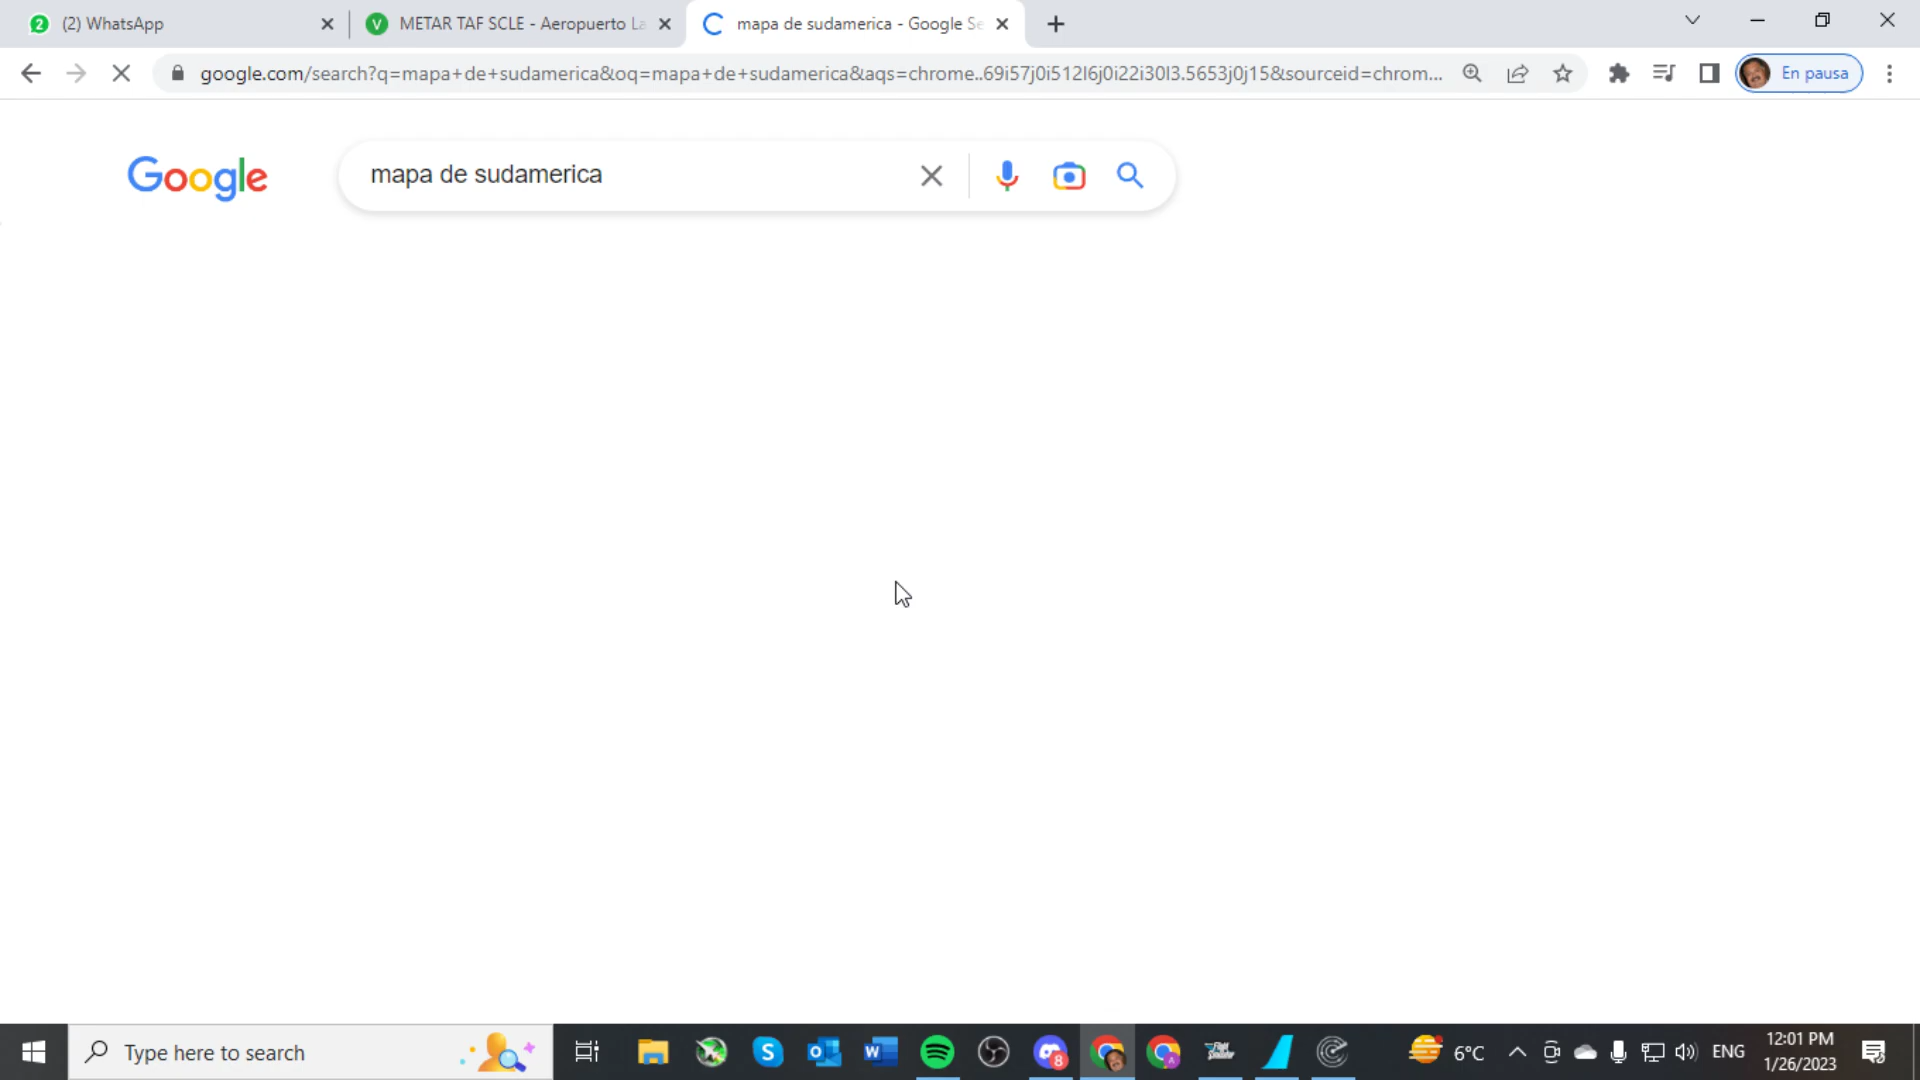 (2) WhatsApp
METAR TAF SCLE - Aeropuerto La
mapa de sudamerica - Google Se
google.com/search?q=mapa+de+sudamerica&oq=mapa+de+sudamerica&aqs=chrome..69i57j0i512l6j0i22i30l3.5653j0j15&sourceid=chrom...
En pausa
Google
mapa de sudamerica
Type here to search
6°C
ENG
12:01 PM
1/26/2023